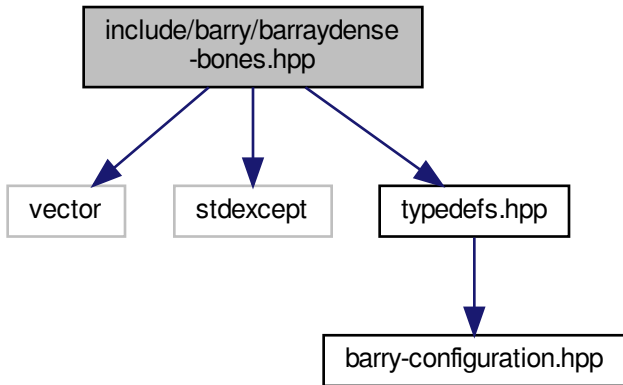 include/barry/barraydense
-bones.hpp
vector
stdexcept
typedefs.hpp
barry-configuration.hpp